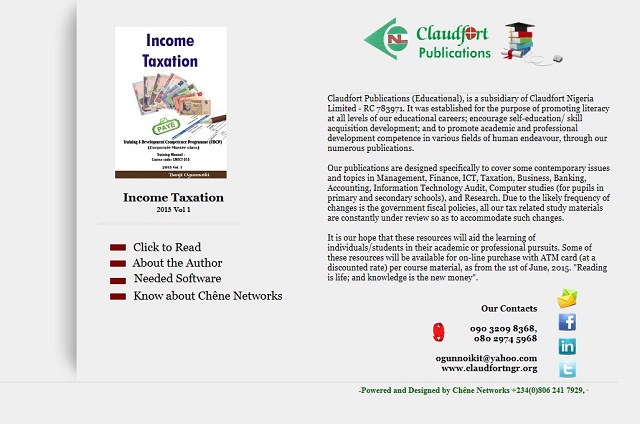 Income
Taxation
PAYE
Training & Development Competence Programme (TDCP)
(Corporate Master class)
Training Manual :
2015 Vol 1
Banji Ogunnoiki
Income Taxation
2015 Vol 1
Click to Read
About the Author
Needed Software
Know about Chêne Networks
NL
Claudfort
Publications
Claudfort Publications (Educational), is a subsidiary of Claudfort Nigeria
Limited - RC 783971. It was established for the purpose of promoting literacy
at all levels of our educational careers; encourage self-education/ skill
acquisition development; and to promote academic and professional
development competence in various fields of human endeavour, through our
numerous publications.
Our publications are designed specifically to cover some contemporary issues
and topics in Management, Finance, ICT, Taxation, Business, Banking,
Accounting, Information Technology Audit, Computer studies (for pupils in
primary and secondary schools), and Research. Due to the likely frequency of
changes is the government fiscal policies, all our tax related study materials
are constantly under review so as to accommodate such changes.
It is our hope that these resources will aid the learning of
individuals/students in their academic or professional pursuits. Some of
these resources will be available for on-line purchase with ATM card (at a
discounted rate) per course material, as from the 1st of June, 2015. "Reading
is life; and knowledge is the new money".
Our Contacts
090 3209 8368,
080 2974 5968
ogunnoikit@yahoo.com
www.claudfortngr.org
-Powered and Designed by Chêne Networks +234(0)806 241 7929, -